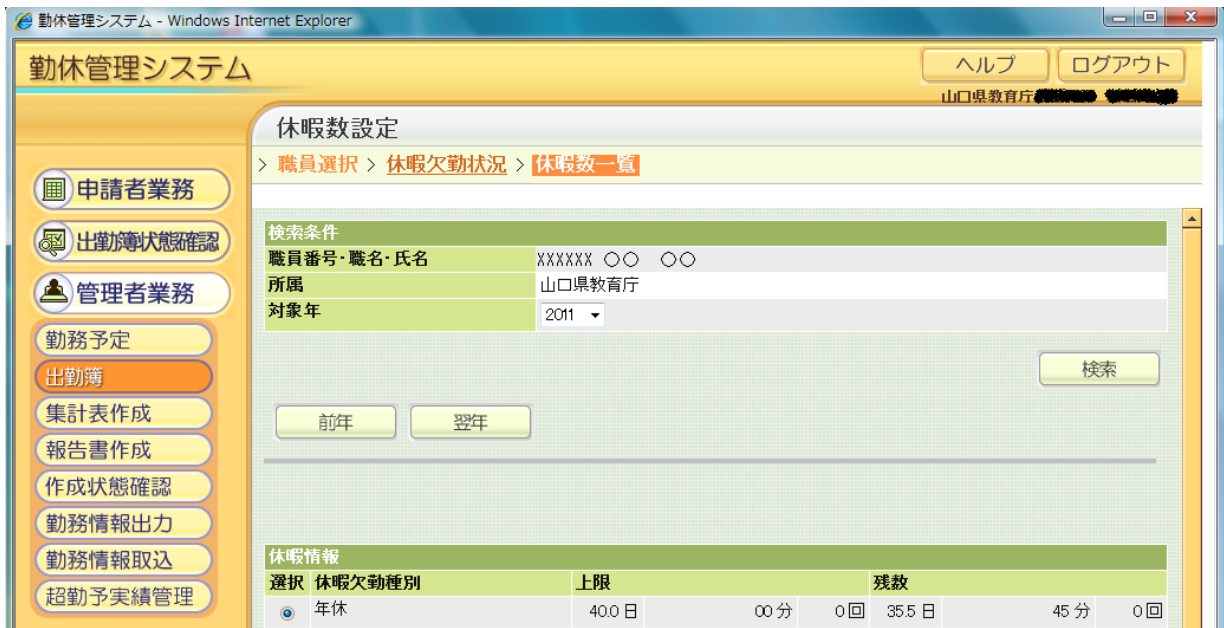 勤休管理システム - Windows Internet Explorer
勤休管理システム
ヘルプ
ログアウト
山口県教育庁
休暇数設定
> 職員選択 > 休暇欠勤状況 > 休暇数一覧
申請者業務
出勤簿状態確認
管理者業務
勤務予定
出勤簿
集計表作成
報告書作成
作成状態確認
勤務情報出力
勤務情報取込
超勤予実績管理
検索条件
職員番号・職名・氏名 XXXXXX ○○ ○○
所属 山口県教育庁
対象年 2011
検索
前年 翌年
休暇情報
選択 休暇欠勤種別 上限 残数
年休 40.0 日 00 分 0 回 35.5 日 45 分 0 回